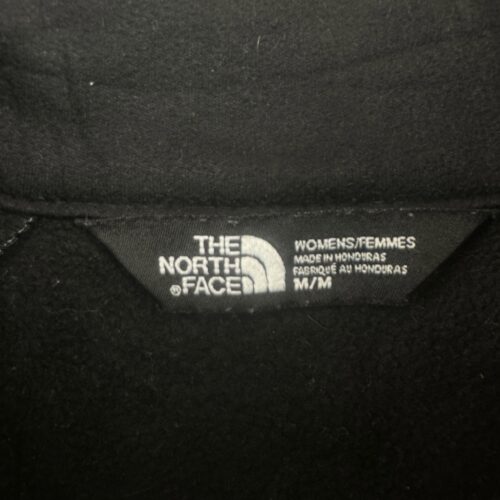 THE
NORTH
®FACE
WOMENS/FEMMES
MADE IN HONDURAS
FABRIQUÉ AU HONDURAS
M/M